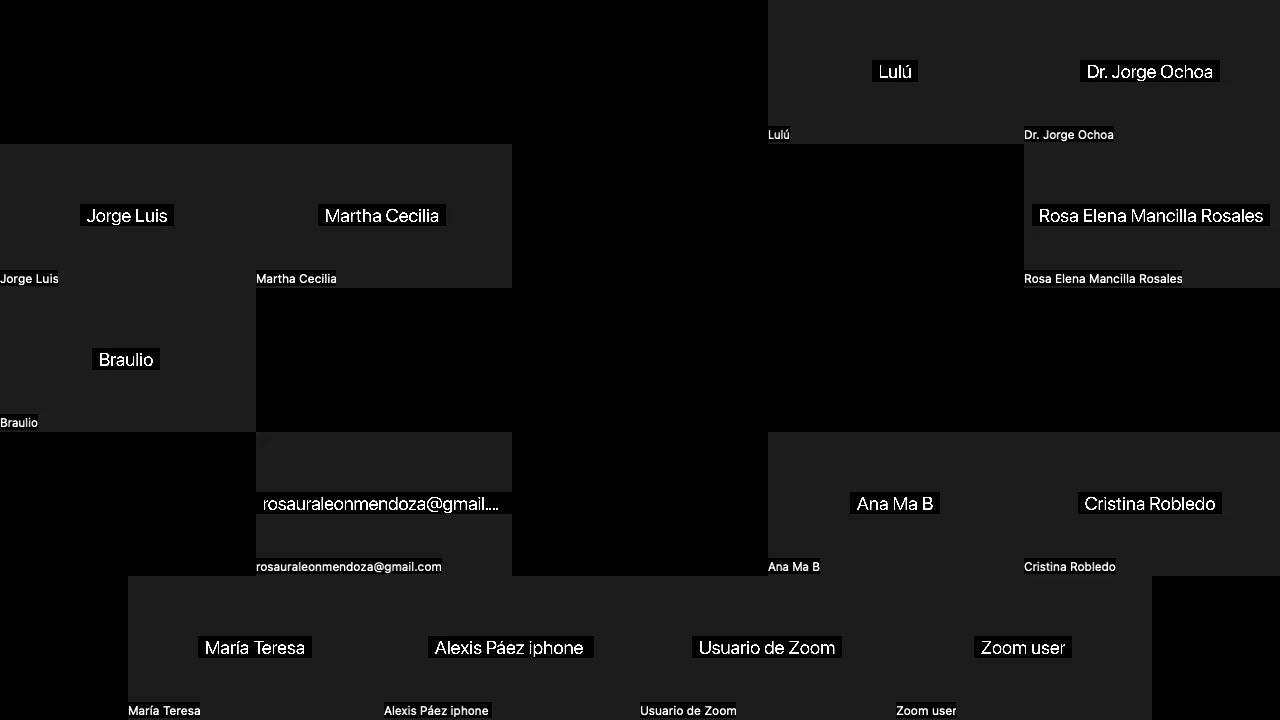 Lulú
Dr. Jorge Ochoa
Lulú
Dr. Jorge Ochoa
Jorge Luis
Martha Cecilia
Rosa Elena Mancilla Rosales
Jorge Luis
Martha Cecilia
Rosa Elena Mancilla Rosales
Braulio
Braulio
rosauraleonmendoza@gmail....
Ana Ma B
Cristina Robledo
rosauraleonmendoza@gmail.com
Ana Ma B
Cristina Robledo
María Teresa
Alexis Páez iphone
Usuario de Zoom
Zoom user
María Teresa
Alexis Páez iphone
Usuario de Zoom
Zoom user